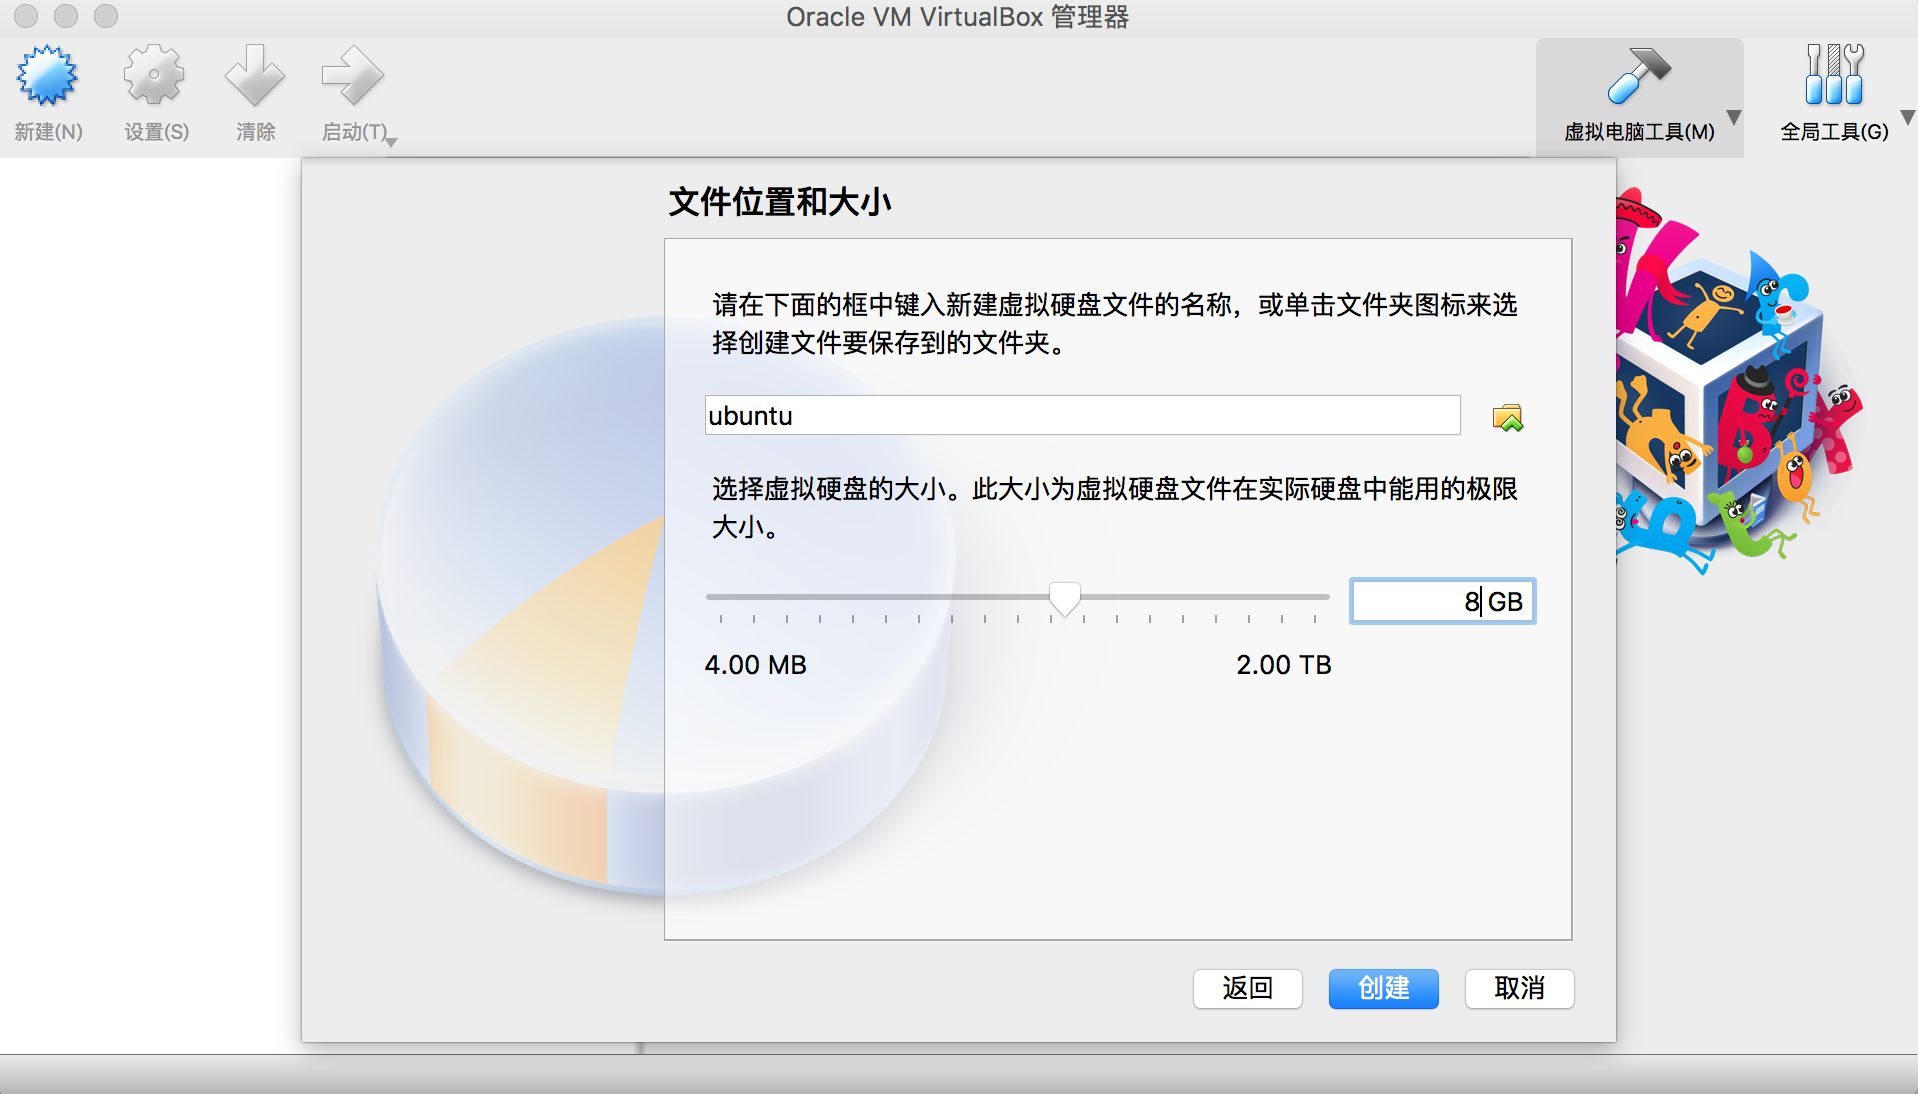 Oracle VM VirtualBox 管理器
新建(N)
设置(S)
清除
启动(T)
虚拟电脑工具(M)
全局工具(G)
文件位置和大小
请在下面的框中键入新建虚拟硬盘文件的名称，或单击文件夹图标来选
择创建文件要保存到的文件夹。
ubuntu
选择虚拟硬盘的大小。此大小为虚拟硬盘文件在实际硬盘中能用的极限
大小。
8 GB
4.00 MB
2.00 TB
返回
创建
取消